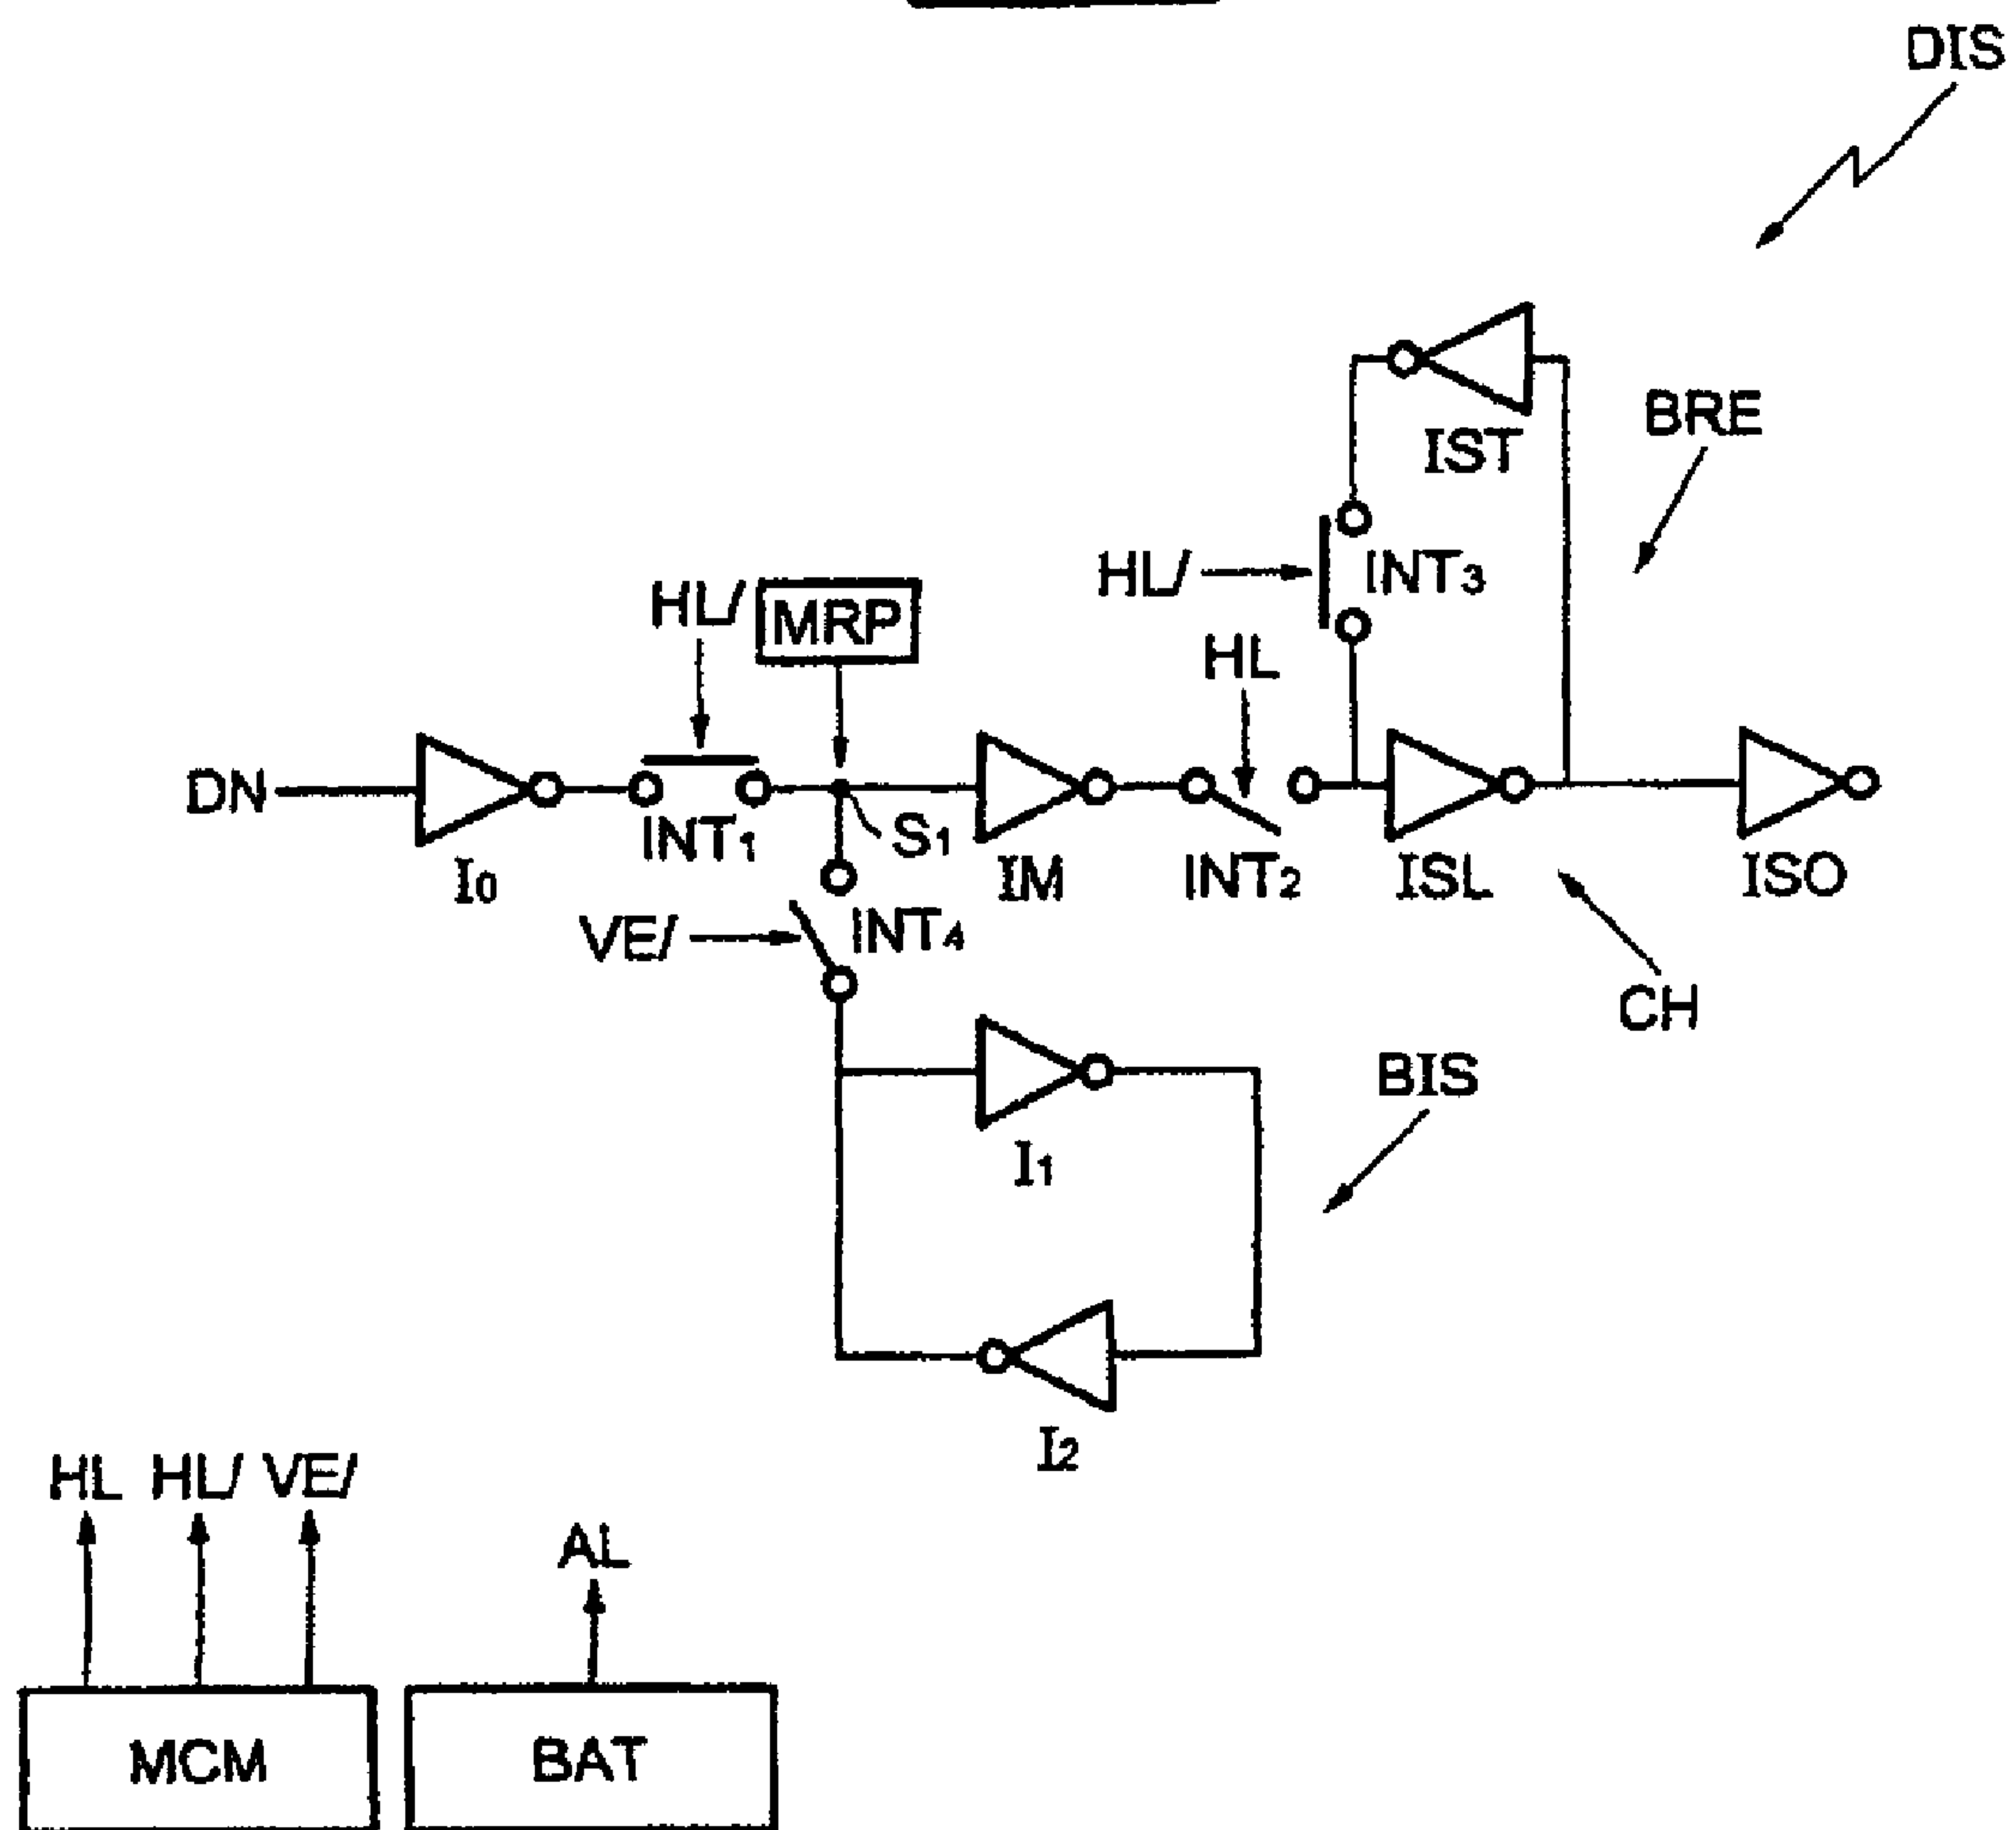 DIS
BRE
IST
HL/
MRP
HL/
INT3
HL
DN
I0
INT1
S1
IM
INT2
ISL
ISO
VE/
INT4
CH
I1
BIS
I2
HL HL/ VE/
AL
MCM
BAT